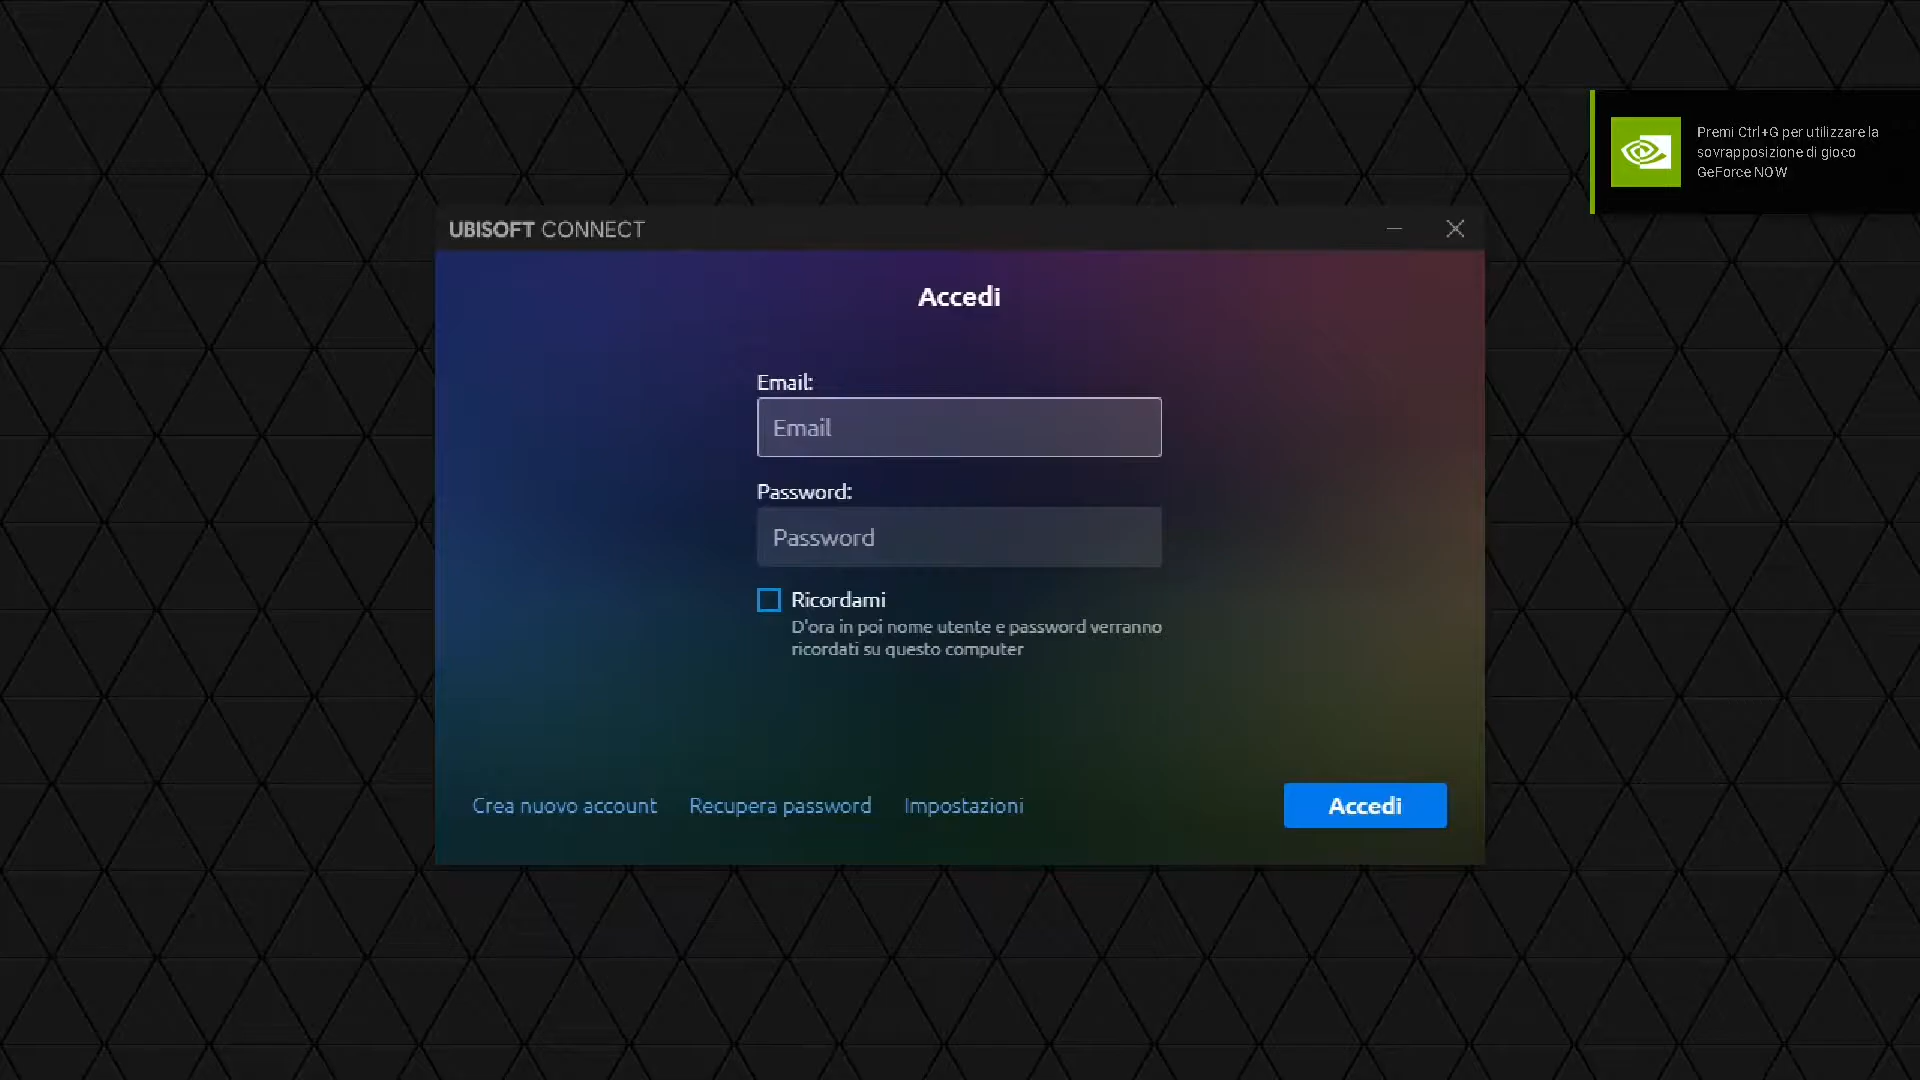 Premi Ctrl+G per utilizzare la
sovrapposizione di gioco
GeForce NOW
UBISOFT CONNECT
Accedi
Email:
Email
Password:
Password
Ricordami
D'ora in poi nome utente e password verranno
ricordati su questo computer
Crea nuovo account Recupera password Impostazioni Accedi